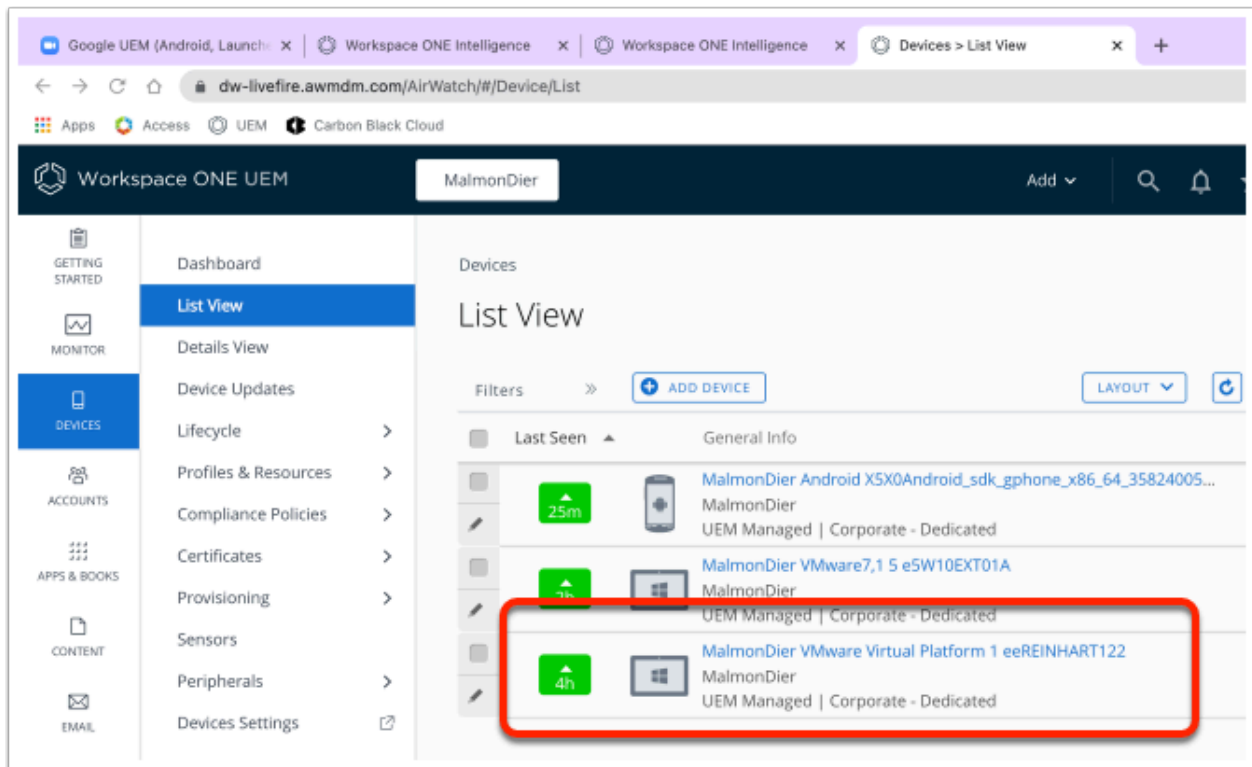 Google UEM (Android, Launch
Workspace ONE Intelligence
Workspace ONE Intelligence
Devices > List View
dw-livefire.awmdm.com/AirWatch/#/Device/List
Apps
Access
UEM
Carbon Black Cloud
Workspace ONE UEM
MalmonDier
Add
GETTING
STARTED
MONITOR
DEVICES
ACCOUNTS
APPS & BOOKS
CONTENT
EMAIL
Dashboard
List View
Details View
Device Updates
Lifecycle
Profiles & Resources
Compliance Policies
Certificates
Provisioning
Sensors
Peripherals
Devices Settings
Devices
List View
Filters »
ADD DEVICE
LAYOUT
Last Seen
General Info
25m
MalmonDier Android X5X0Android_sdk_gphone_x86_64_35824005...
MalmonDier
UEM Managed | Corporate - Dedicated
MalmonDier VMware7,1 5 e5W10EXT01A
MalmonDier
UEM Managed | Corporate - Dedicated
4h
MalmonDier VMware Virtual Platform 1 eeREINHART122
MalmonDier
UEM Managed | Corporate - Dedicated